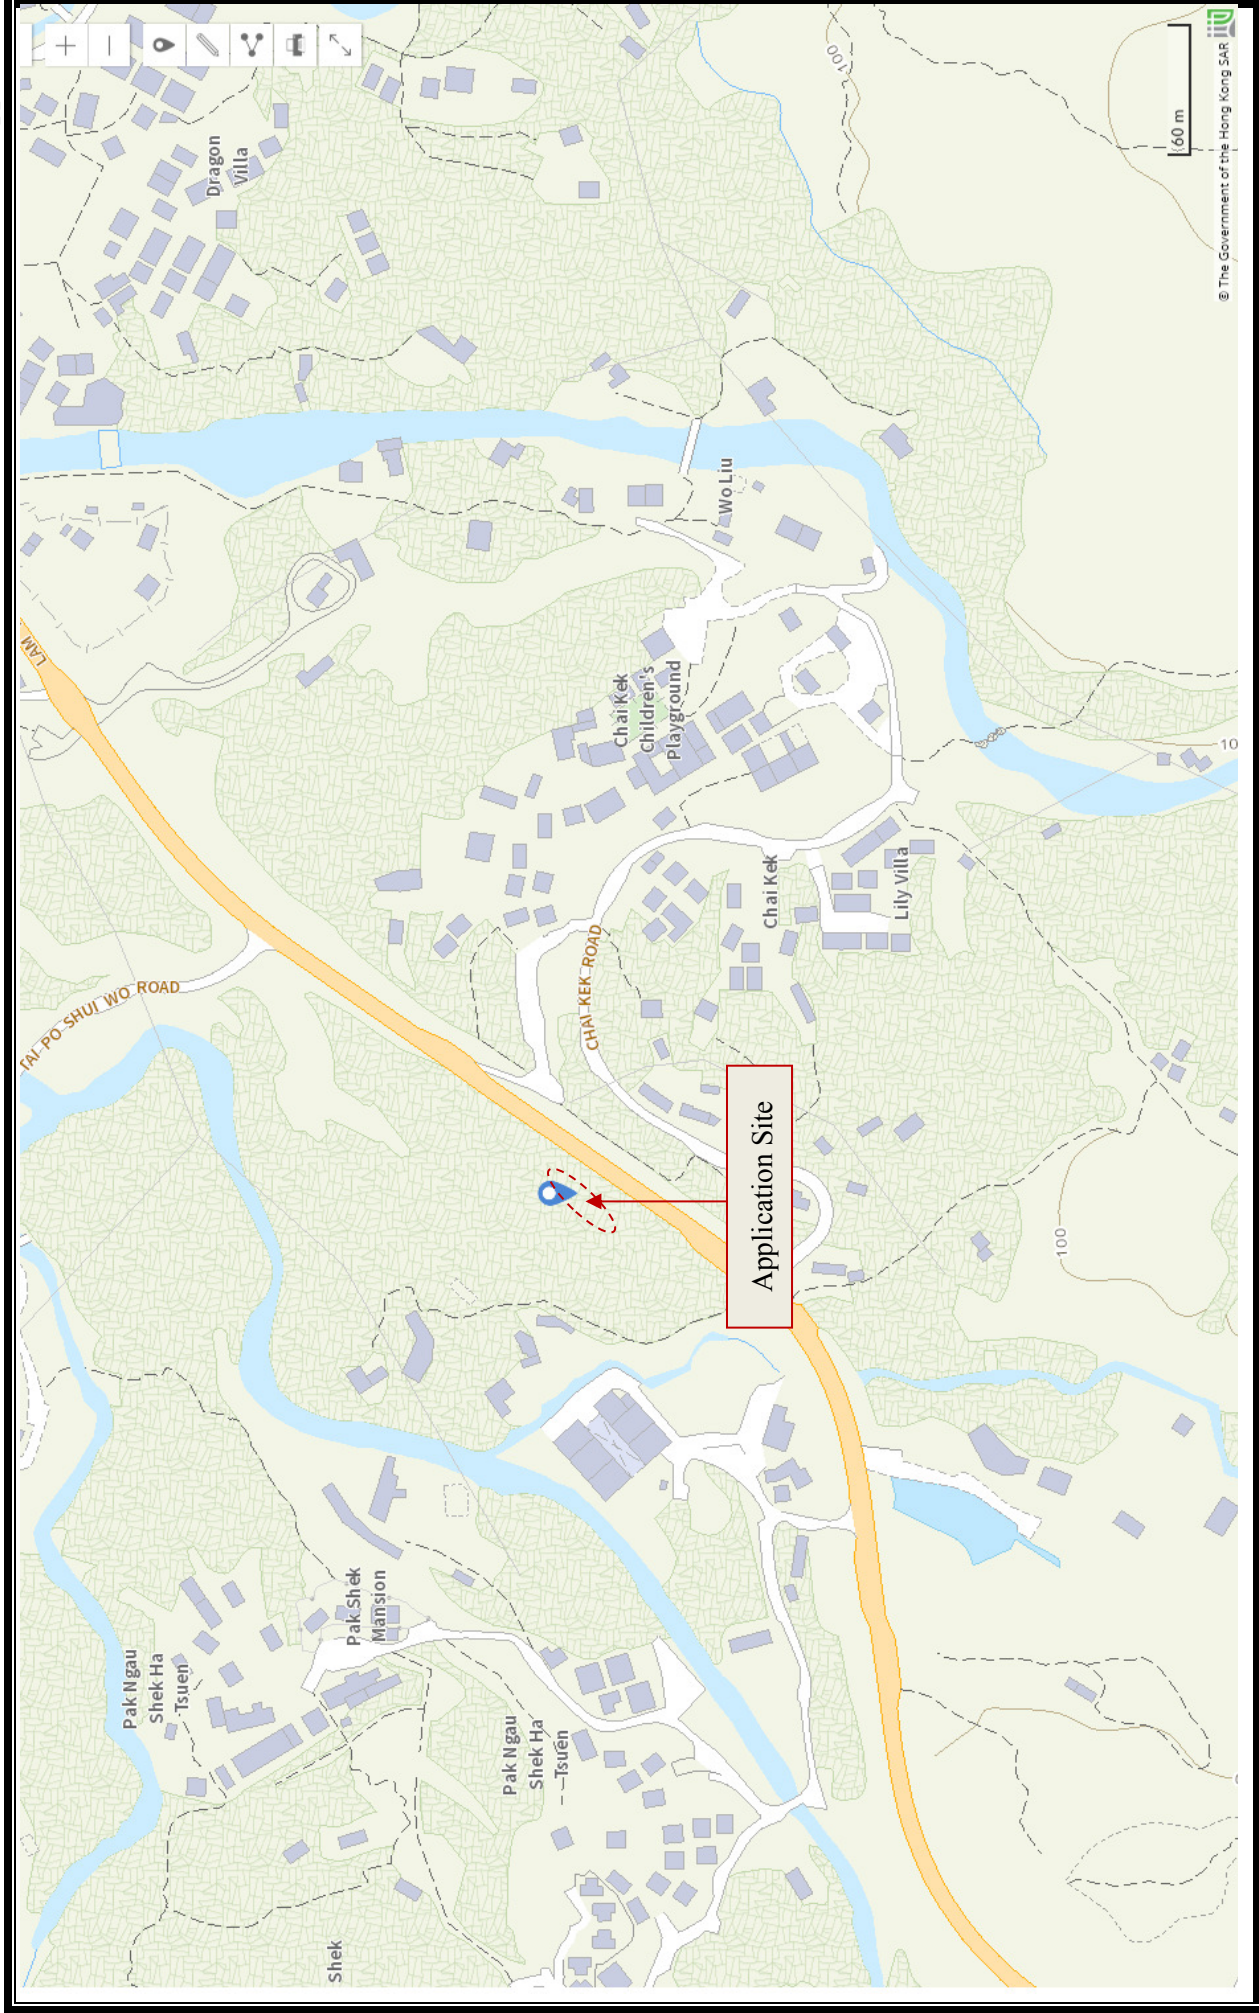 Dragon
Villa
100
60 m
© The Government of the Hong Kong SAR
LAM
Wo Liu
Chai Kek
Children's
Playground
10
TAI PO SHUI WO ROAD
CHAI KEK ROAD
Chai Kek
Lily Villa
Application Site
100
Pak Shek
Mansion
Pak Ngau
Shek Ha
Tsuen
Pak Ngau
Shek Ha
Tsuen
Shek